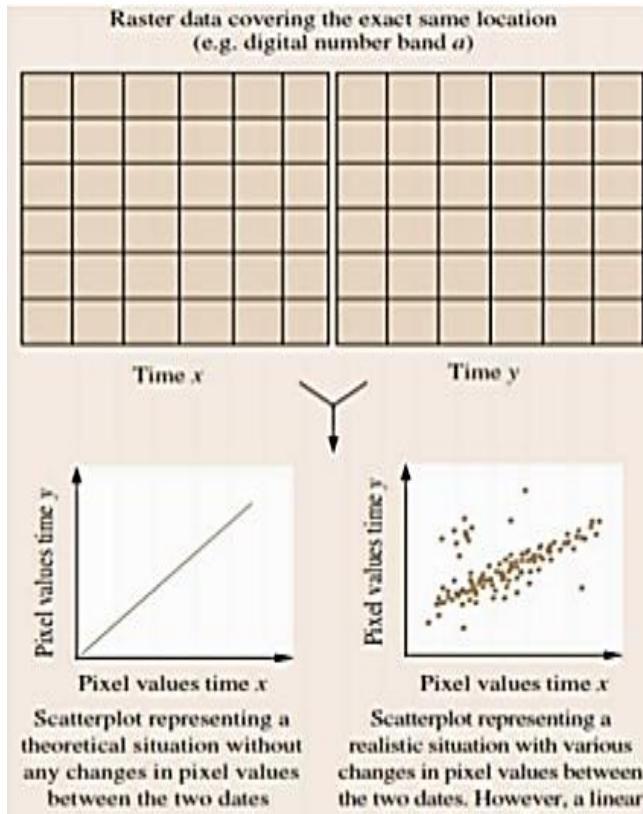 Raster data covering the exact same location
(e.g. digital number band a)
Time x
Time y
Pixel values time y
Pixel values time x
Scatterplot representing a
theoretical situation without
any changes in pixel values
between the two dates
Pixel values time y
Pixel values time x
Scatterplot representing a
realistic situation with various
changes in pixel values between
the two dates. However, a linear